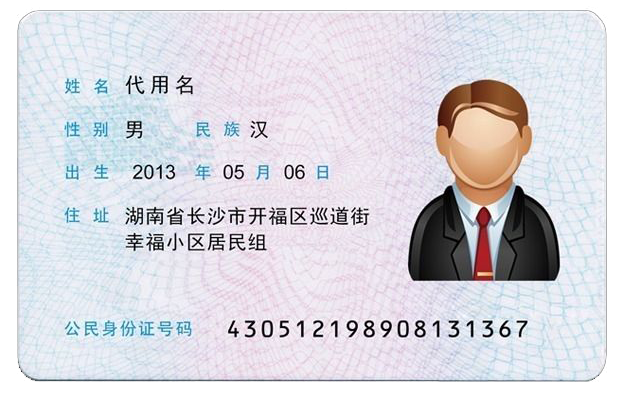 姓名 代用名
性别 男 民族 汉
出生 2013 年 05 月 06 日
住址 湖南省长沙市开福区巡道街
幸福小区居民组
公民身份证号码 430512198908131367